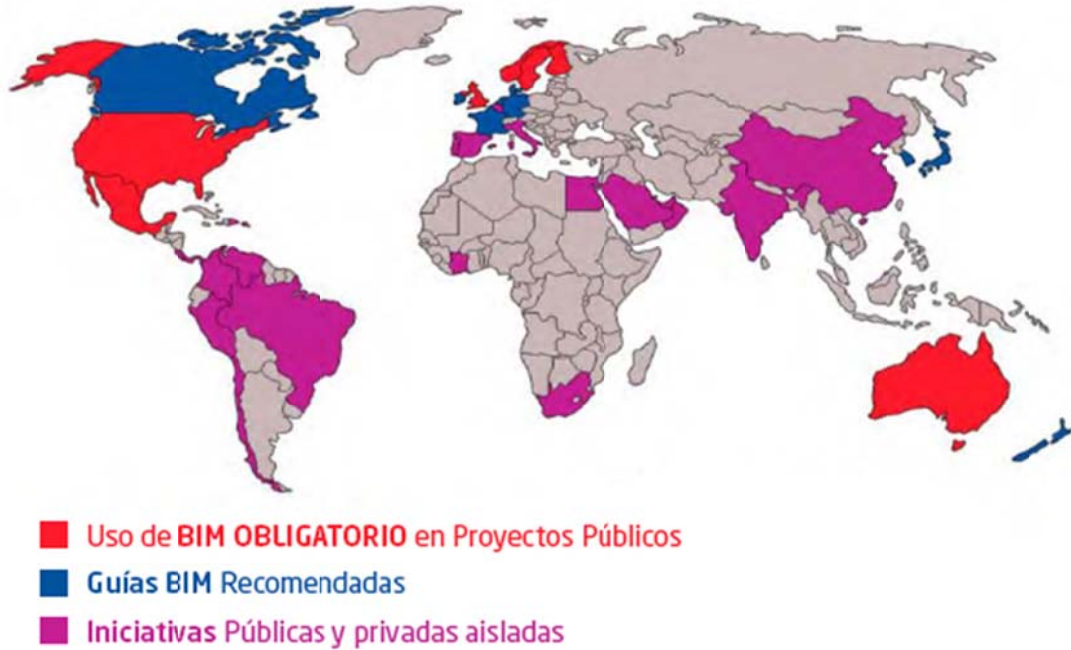 Uso de BIM OBLIGATORIO en Proyectos Públicos
Guías BIM Recomendadas
Iniciativas Públicas y privadas aisladas